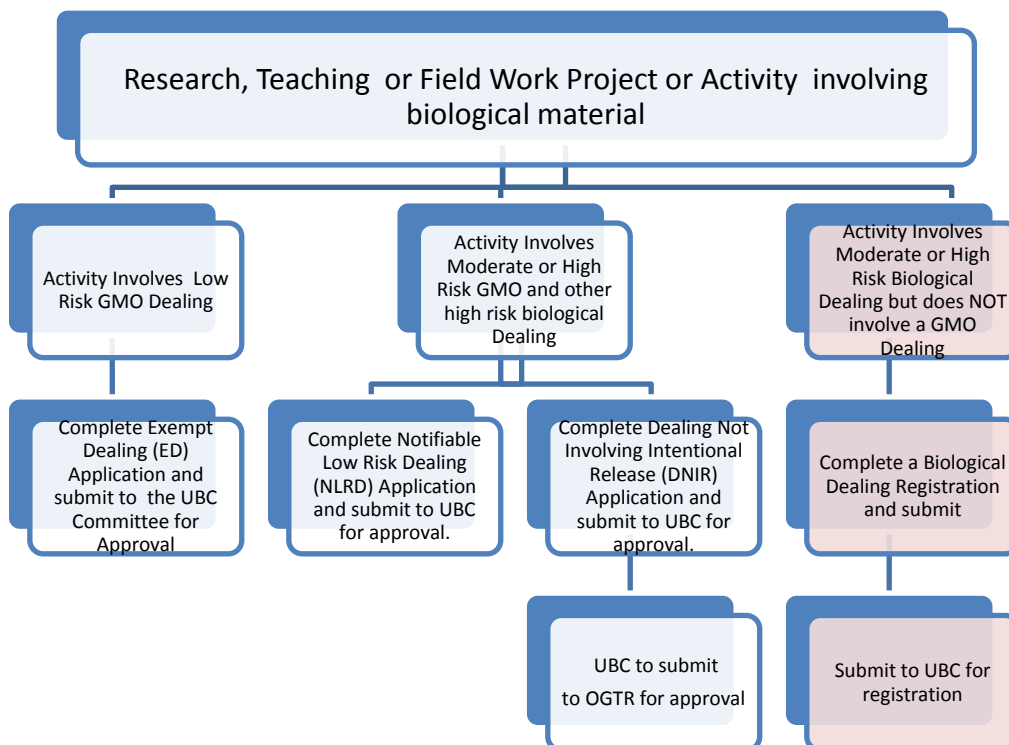 Research, Teaching or Field Work Project or Activity involving
biological material
Activity Involves Low
Risk GMO Dealing
Activity Involves
Moderate or High
Risk GMO and other
high risk biological
Dealing
Activity Involves
Moderate or High
Risk Biological
Dealing but does NOT
involve a GMO
Dealing
Complete Exempt
Dealing (ED)
Application and
submit to the UBC
Committee for
Approval
Complete Notifiable
Low Risk Dealing
(NLRD) Application
and submit to UBC
for approval.
Complete Dealing Not
Involving Intentional
Release (DNIR)
Application and
submit to UBC for
approval.
Complete a Biological
Dealing Registration
and submit
UBC to submit
to OGTR for approval
Submit to UBC for
registration